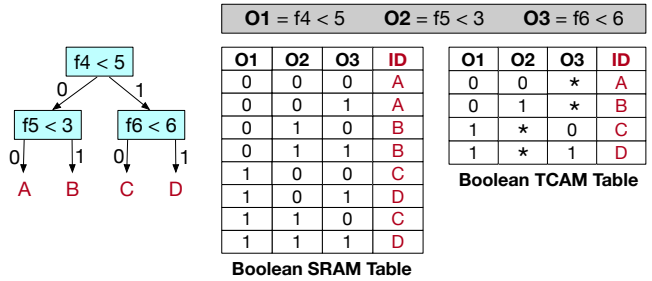 O1 = f4 < 5 O2 = f5 < 3 O3 = f6 < 6
f4 < 5
0 1
f5 < 3 f6 < 6
0 1 0 1
A B C D
O1 O2 O3 ID
0 0 0 A
0 0 1 A
0 1 0 B
0 1 1 B
1 0 0 C
1 0 1 D
1 1 0 C
1 1 1 D
Boolean SRAM Table
O1 O2 O3 ID
0 0 * A
0 1 * B
1 * 0 C
1 * 1 D
Boolean TCAM Table